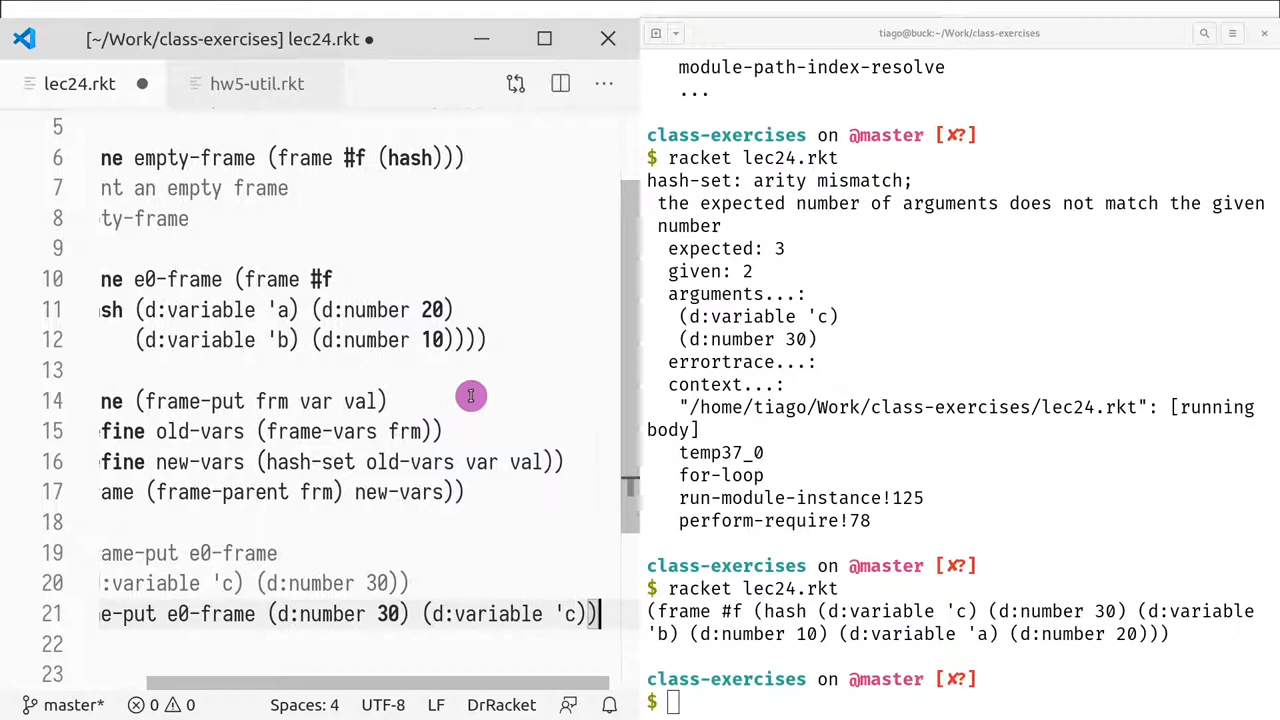 [~/Work/class-exercises] lec24.rkt ●
lec24.rkt ●
hw5-util.rkt
...
5
6 ne empty-frame (frame #f (hash)))
7 nt an empty frame
8 ty-frame
9
10 ne e0-frame (frame #f
11 sh (d:variable 'a) (d:number 20)
12 (d:variable 'b) (d:number 10))))
13
14 ne (frame-put frm var val)
15 fine old-vars (frame-vars frm))
16 fine new-vars (hash-set old-vars var val))
17 ame (frame-parent frm) new-vars))
18
19 ame-put e0-frame
20 :variable 'c) (d:number 30))
21 e-put e0-frame (d:number 30) (d:variable 'c))
22
23
master* 0 0 Spaces: 4 UTF-8 LF DrRacket
tiago@buck:~/Work/class-exercises
module-path-index-resolve
...
class-exercises on @master [✘?]
$ racket lec24.rkt
hash-set: arity mismatch;
the expected number of arguments does not match the given
number
expected: 3
given: 2
arguments...:
(d:variable 'c)
(d:number 30)
errortrace...:
context...:
"/home/tiago/Work/class-exercises/lec24.rkt": [running
body]
temp37_0
for-loop
run-module-instance!125
perform-require!78
class-exercises on @master [✘?]
$ racket lec24.rkt
(frame #f (hash (d:variable 'c) (d:number 30) (d:variable
'b) (d:number 10) (d:variable 'a) (d:number 20)))
class-exercises on @master [✘?]
$